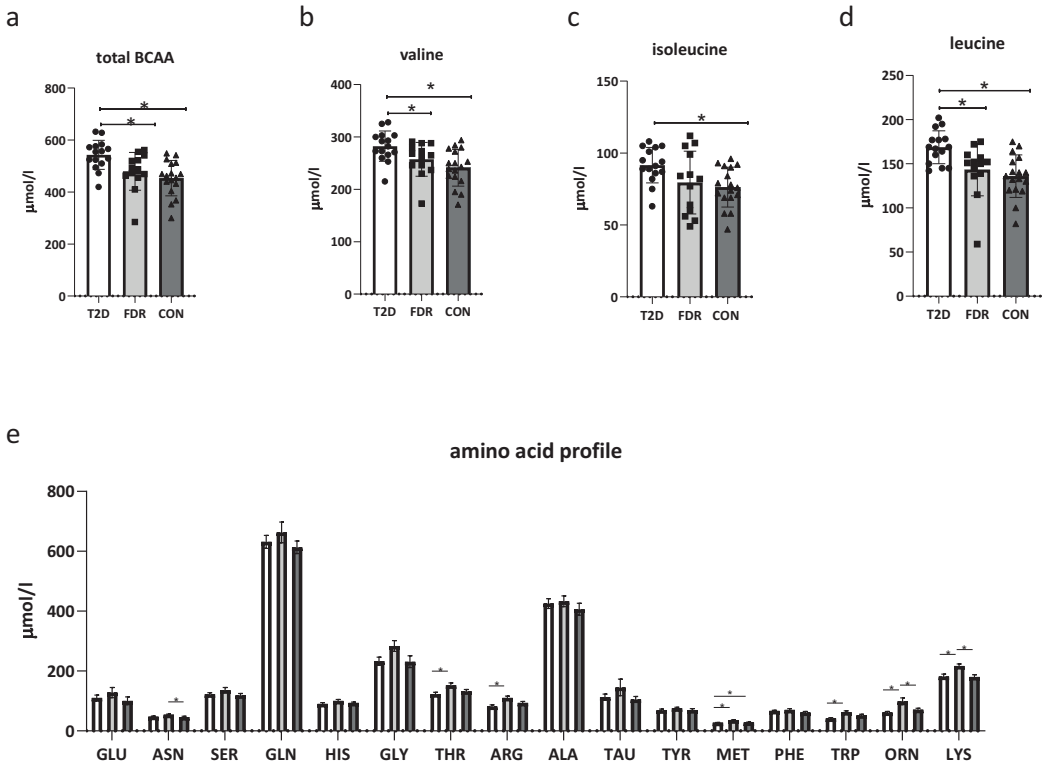 a
b
c
d
total BCAA
valine
isoleucine
leucine
800
600
400
200
0
μmol/l
*
*
T2D FDR CON
400
300
200
100
0
μmol/l
*
*
T2D FDR CON
150
100
50
0
μmol/l
*
T2D FDR CON
250
200
150
100
50
0
μmol/l
*
*
T2D FDR CON
e
amino acid profile
800
600
400
200
0
μmol/l
* * * * * * * * * * *
GLU ASN SER GLN HIS GLY THR ARG ALA TAU TYR MET PHE TRP ORN LYS